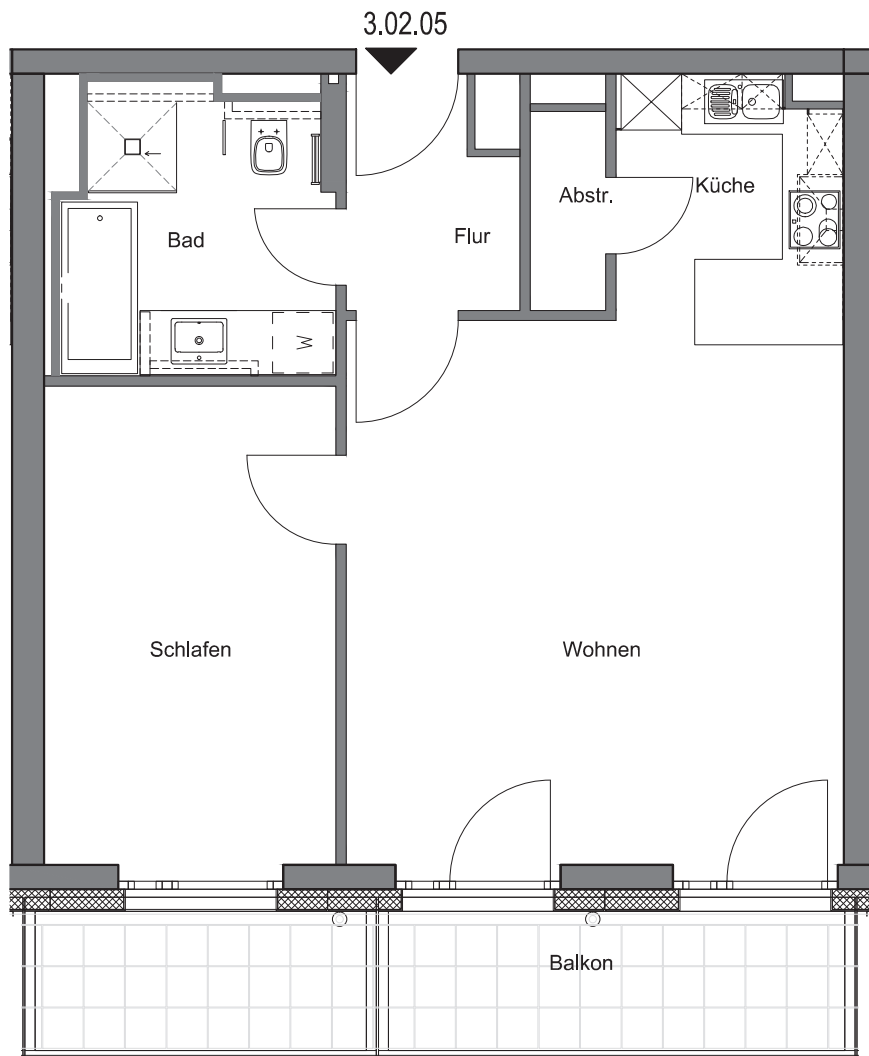 3.02.05
Küche
Abstr.
Flur
Bad
W
Schlafen
Wohnen
Balkon